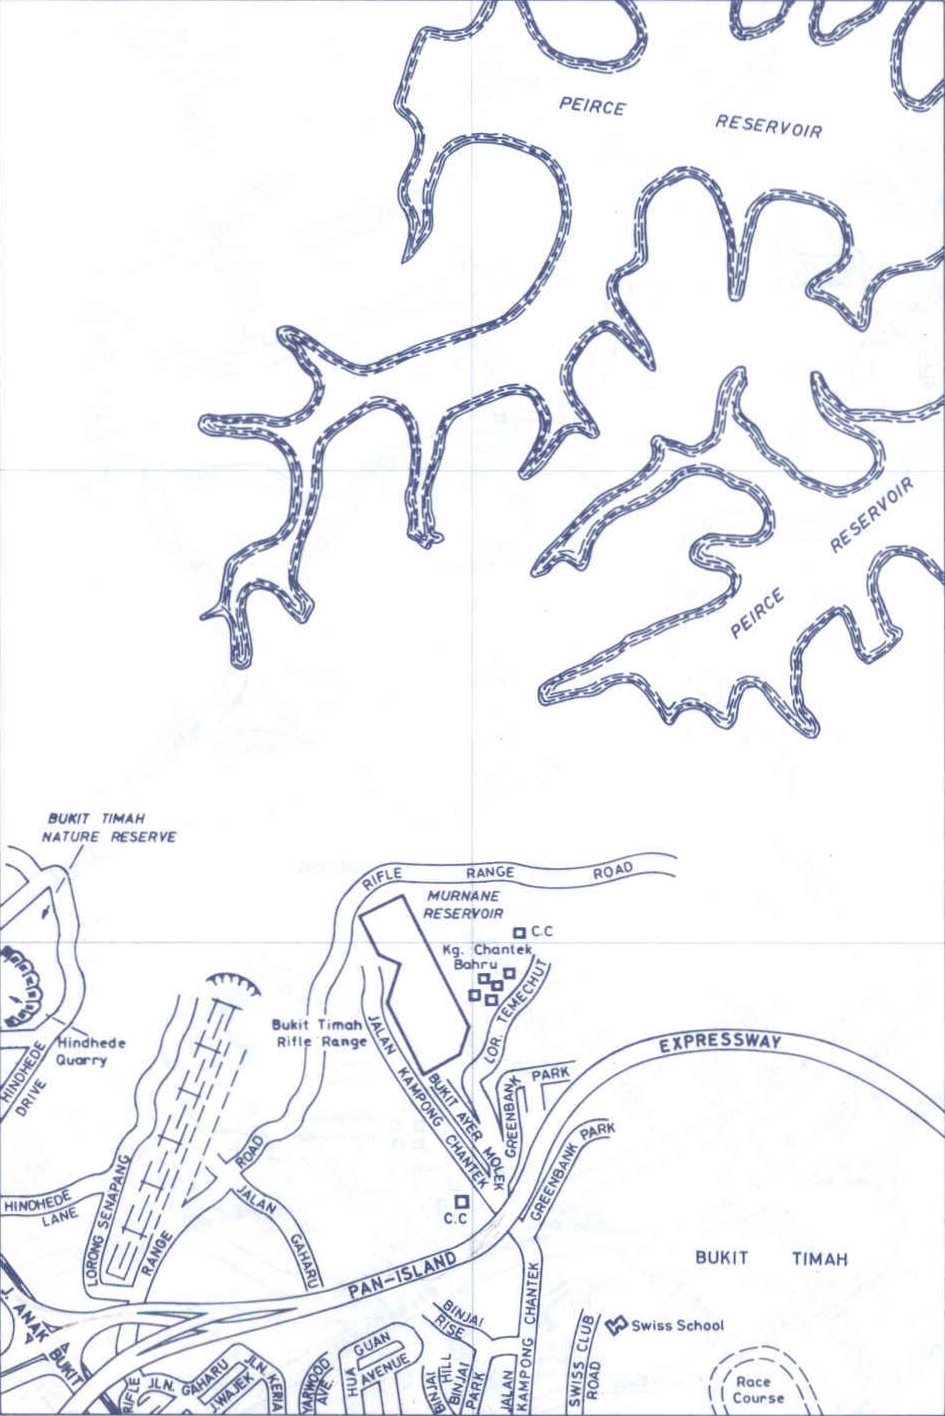 PEIRCE RESERVOIR
PEIRCE RESERVOIR
BUKIT TIMAH
NATURE RESERVE
RIFLE RANGE ROAD
MURNANE
RESERVOIR
C.C
Kg. Chantek
Bahru
LOR. TEMECHUT
Hindhede
Quarry
Bukit Timah
Rifle Range
JALAN KAMPONG CHANTEK
EXPRESSWAY
HINDHEDE
DRIVE
BUKIT AYER MOLEK
GREENBANK PARK
GREENBANK PARK
ROAD
HINDHEDE
LANE
LORONG SENAPANG
RANGE
JALAN GAHARU
C.C
PAN-ISLAND
BUKIT TIMAH
J. ANAK BUKIT
BINJAI
RISE
JALAN
KAMPONG CHANTEK
SWISS CLUB
ROAD
Swiss School
HUA GUAN
AVENUE
RIFLE
JLN. GAHARU
J.WAJEK
JLN. KERIA
YARWOOD
AVE.
BINJAI
HILL
BINJAI
PARK
Race
Course